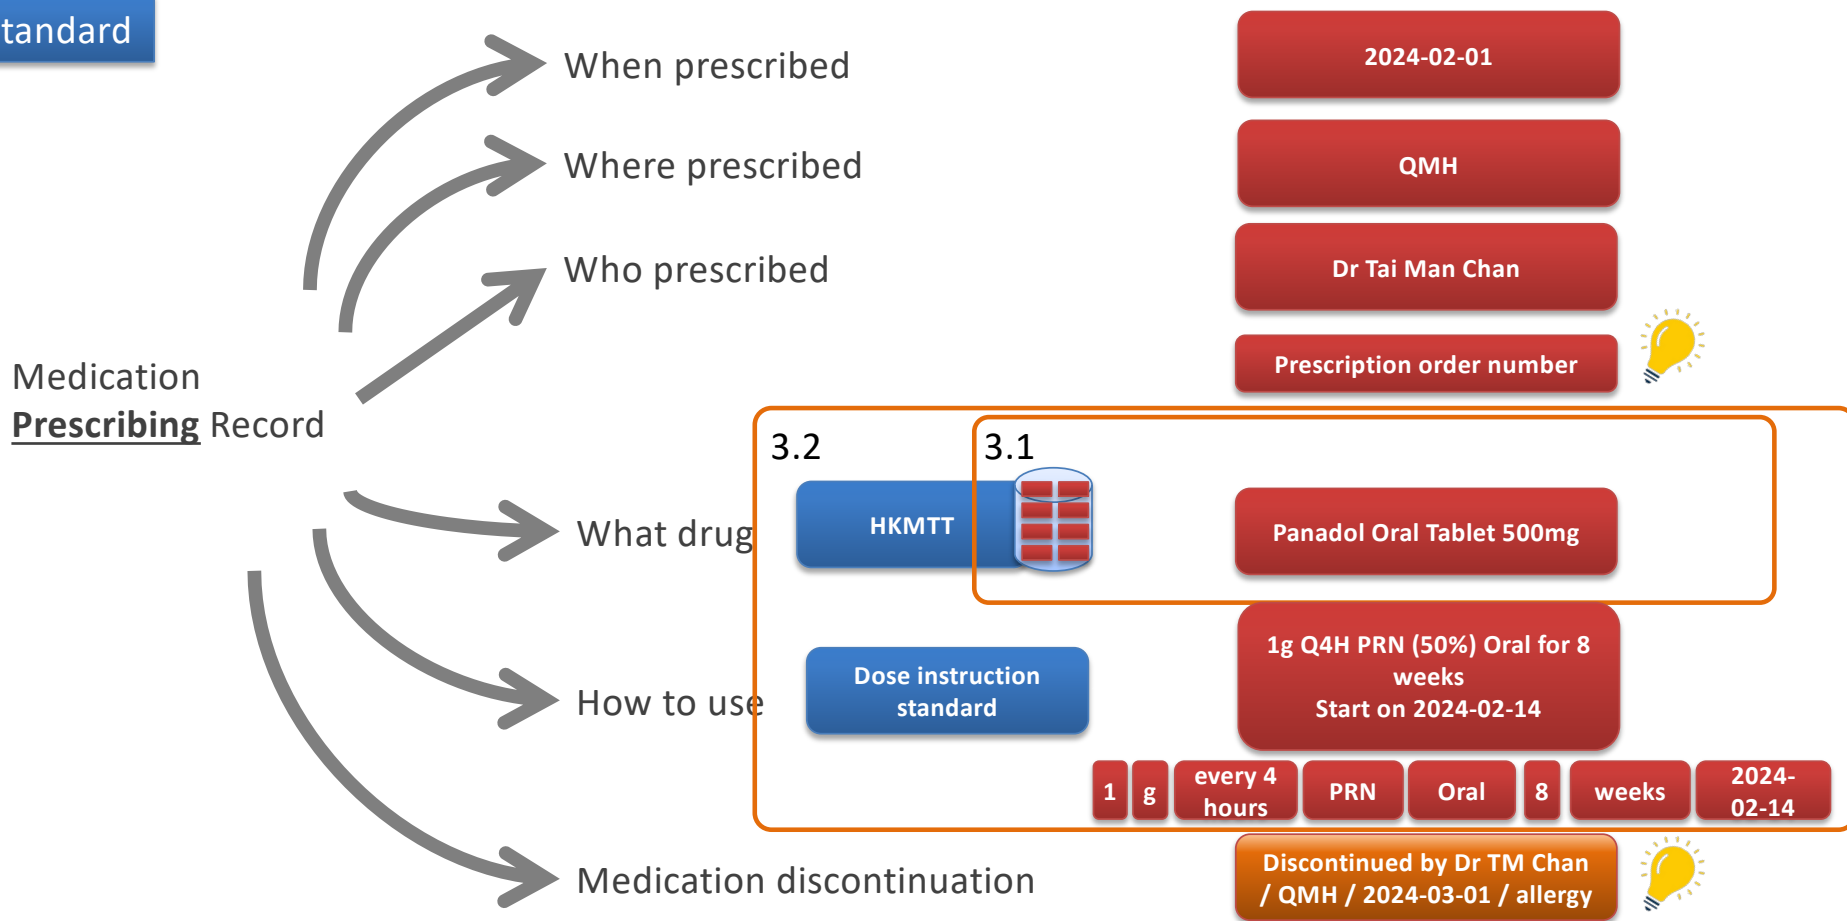 tandard
When prescribed
2024-02-01
Where prescribed
QMH
Who prescribed
Dr Tai Man Chan
Prescription order number
Medication
Prescribing Record
3.2
3.1
What drug
HKMTT
Panadol Oral Tablet 500mg
How to use
Dose instruction
standard
1g Q4H PRN (50%) Oral for 8
weeks
Start on 2024-02-14
1
g
every 4
hours
PRN
Oral
8
weeks
2024-
02-14
Medication discontinuation
Discontinued by Dr TM Chan
/ QMH / 2024-03-01 / allergy